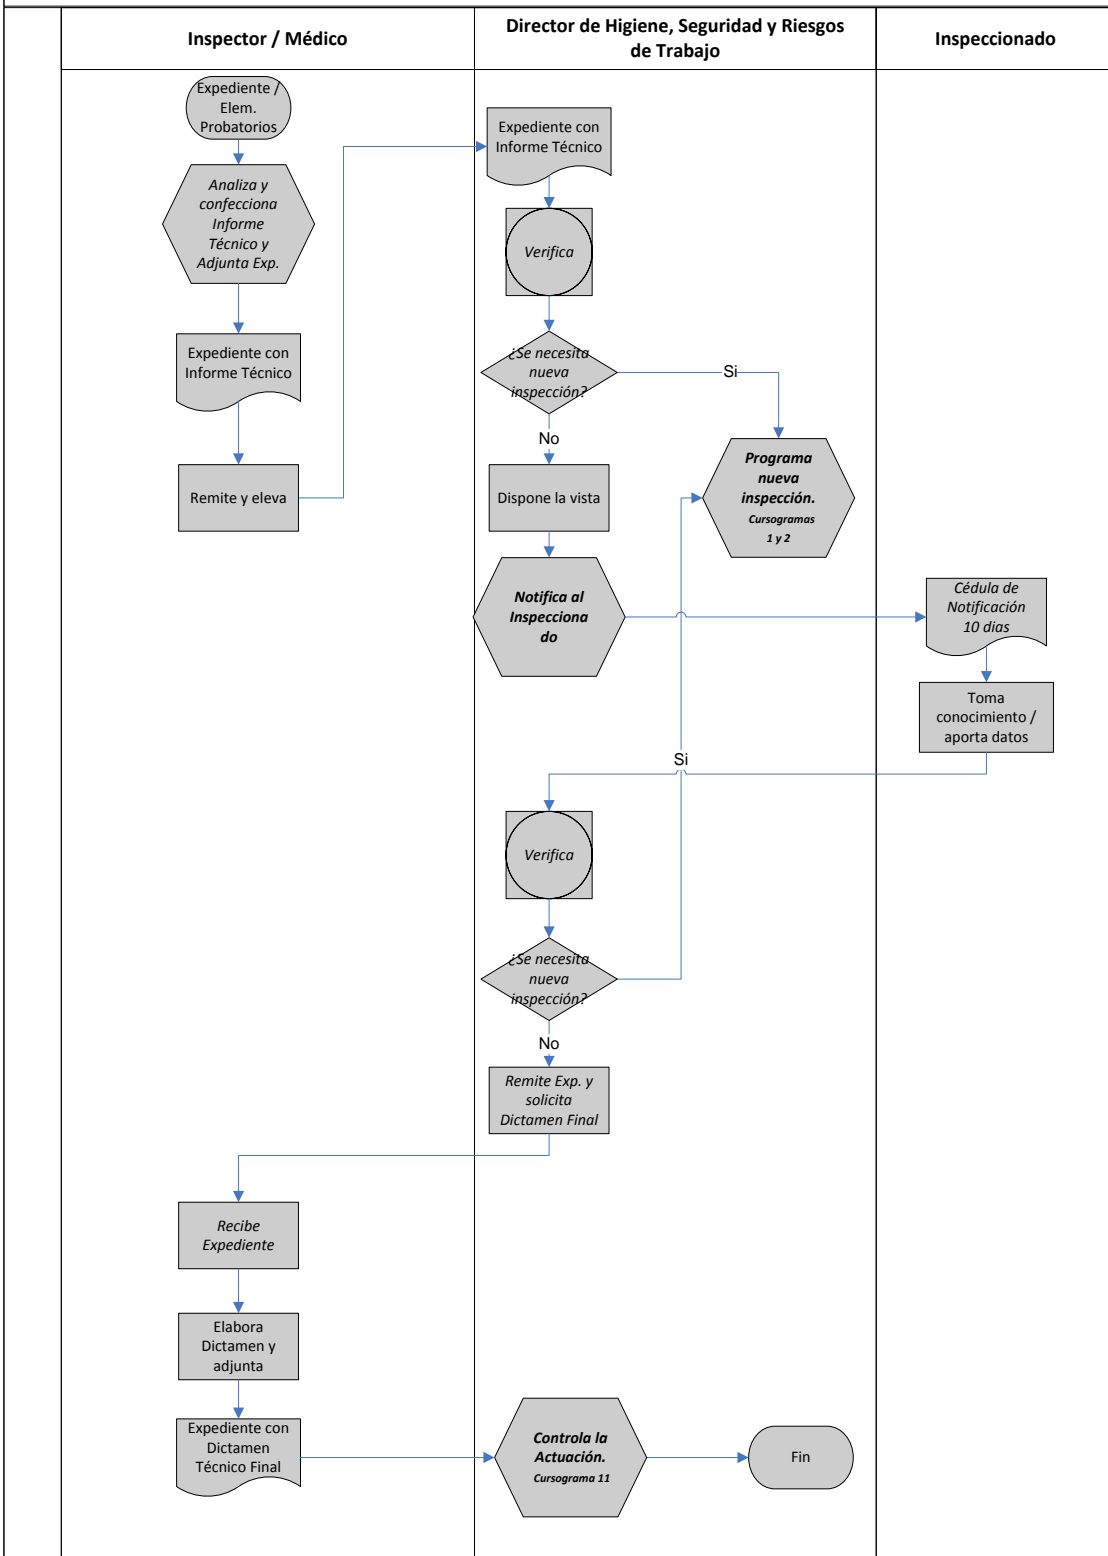 Inspector / Médico
Director de Higiene, Seguridad y Riesgos
de Trabajo
Inspeccionado
Expediente /
Elem.
Probatorios
Analiza y
confecciona
Informe
Técnico y
Adjunta Exp.
Expediente con
Informe Técnico
Remite y eleva
Expediente con
Informe Técnico
Verifica
¿Se necesita
nueva
inspección?
Si
No
Dispone la vista
Programa
nueva
inspección.
Cursogramas
1 y 2
Notifica al
Inspecciona
do
Cédula de
Notificación
10 dias
Toma
conocimiento /
aporta datos
Si
Verifica
¿Se necesita
nueva
inspección?
No
Remite Exp. y
solicita
Dictamen Final
Recibe
Expediente
Elabora
Dictamen y
adjunta
Expediente con
Dictamen
Técnico Final
Controla la
Actuación.
Cursograma 11
Fin